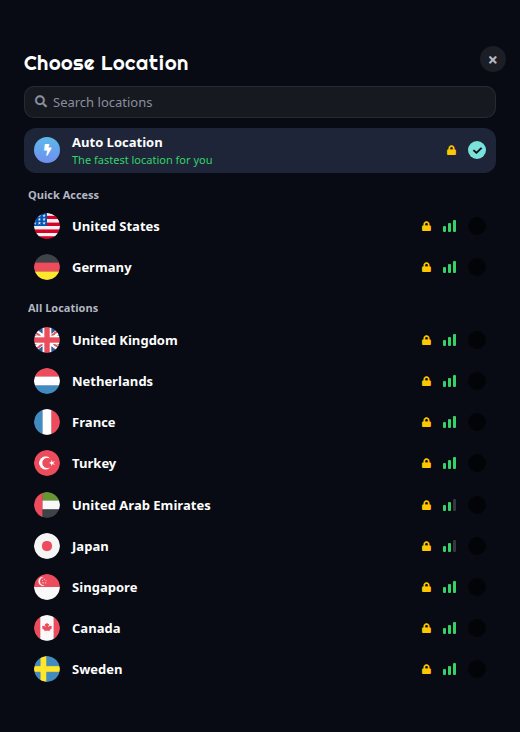 Choose Location
Search locations
Auto Location
The fastest location for you
Quick Access
United States
Germany
All Locations
United Kingdom
Netherlands
France
Turkey
United Arab Emirates
Japan
Singapore
Canada
Sweden